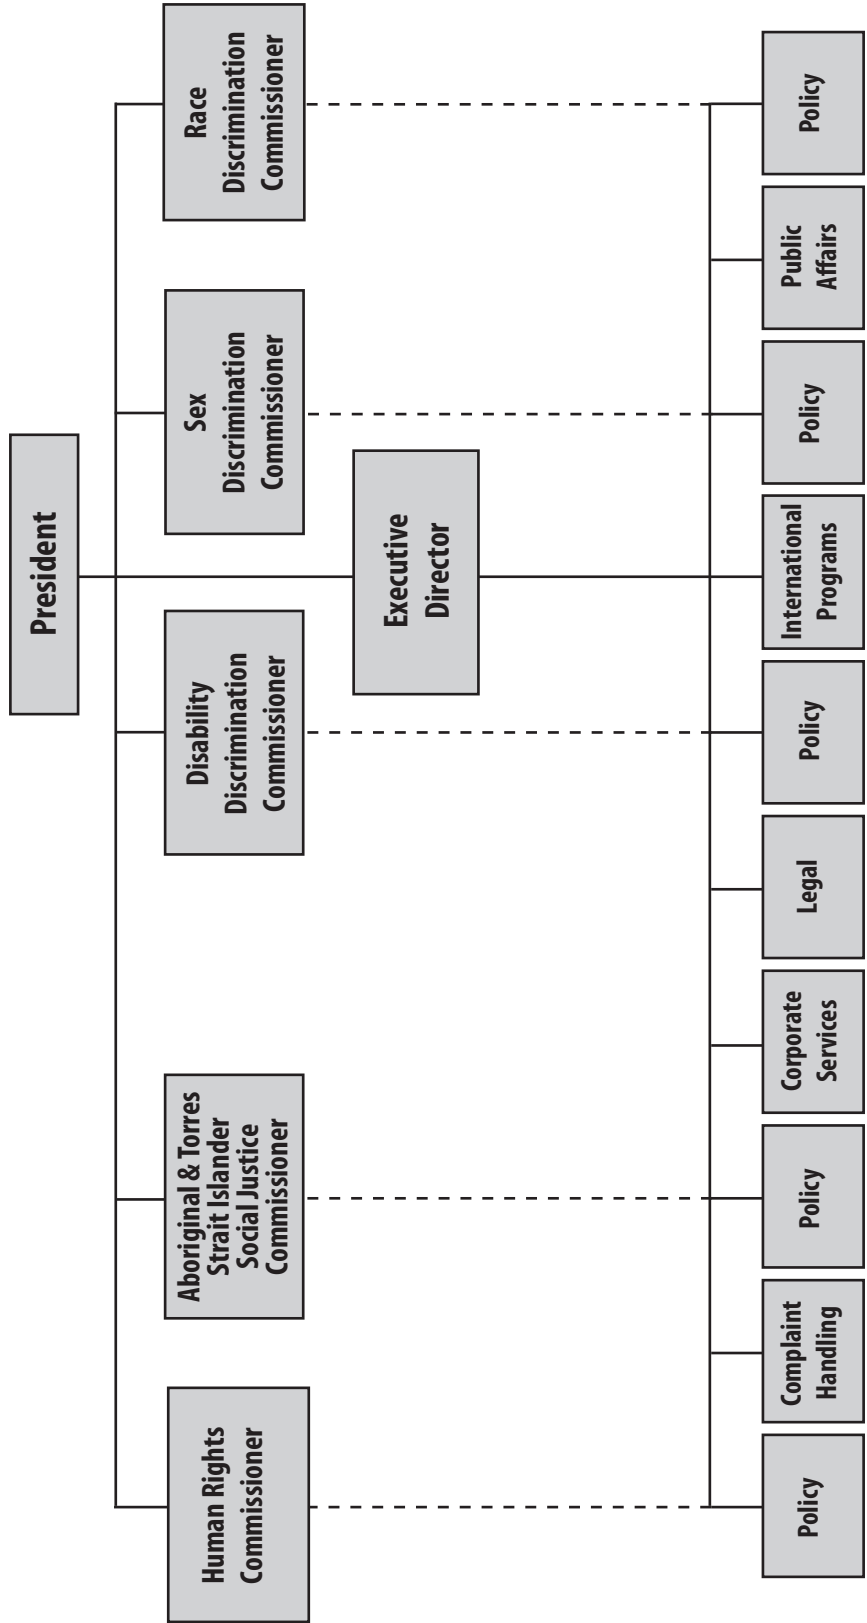 President
Human Rights
Commissioner
Aboriginal & Torres
Strait Islander
Social Justice
Commissioner
Disability
Discrimination
Commissioner
Sex
Discrimination
Commissioner
Race
Discrimination
Commissioner
Executive
Director
Policy
Complaint
Handling
Policy
Corporate
Services
Legal
Policy
International
Programs
Policy
Public
Affairs
Policy